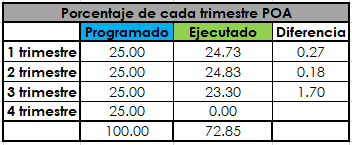 Porcentaje de cada trimestre POA
Programado Ejecutado Diferencia
1 trimestre 25.00 24.73 0.27
2 trimestre 25.00 24.83 0.18
3 trimestre 25.00 23.30 1.70
4 trimestre 25.00 0.00
100.00 72.85